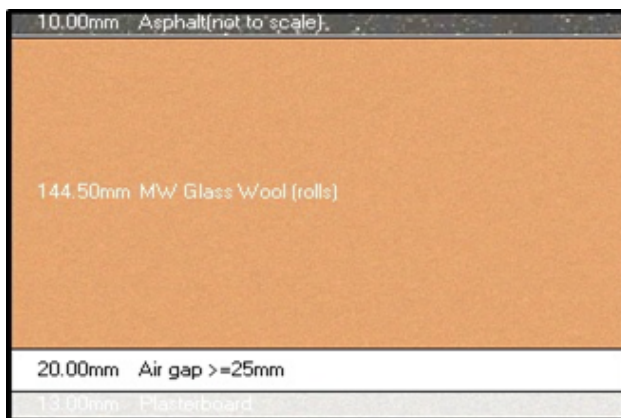 10.00mm Asphalt(not to scale).
144.50mm MW Glass Wool (rolls)
20.00mm Air gap >=25mm
13.00mm Plasterboard